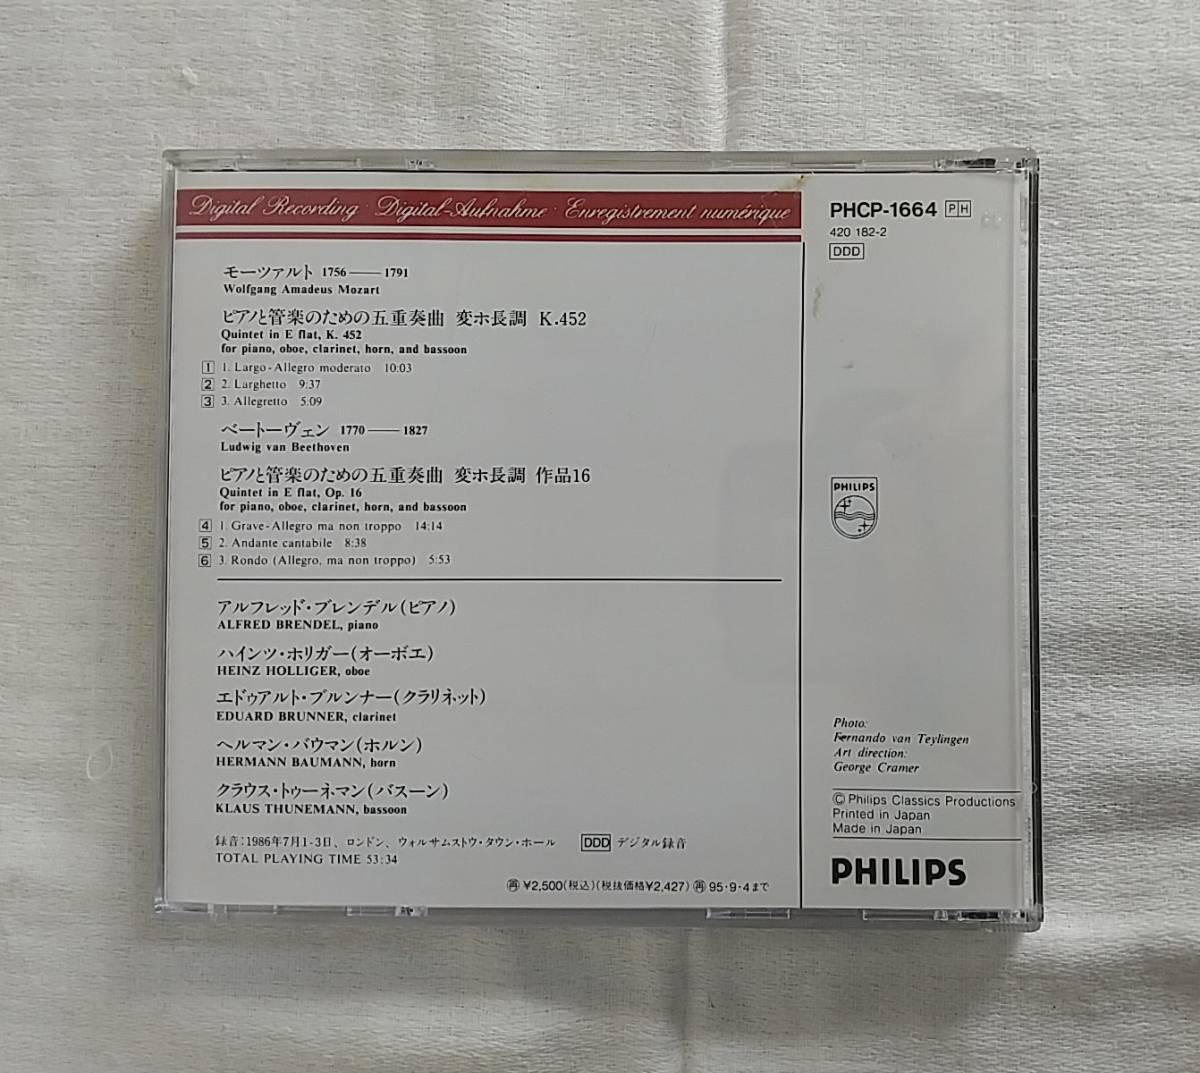 Digital Recording · Digital-Aufnahme · Enregistrement numérique
モーツァルト 1756——1791
Wolfgang Amadeus Mozart
ピアノと管楽のための五重奏曲 変ホ長調 K.452
Quintet in E flat, K. 452
for piano, oboe, clarinet, horn, and bassoon
1 1. Largo-Allegro moderato 10:03
2 2. Larghetto 9:37
3 3. Allegretto 5:09
ベートーヴェン 1770——1827
Ludwig van Beethoven
ピアノと管楽のための五重奏曲 変ホ長調 作品16
Quintet in E flat, Op. 16
for piano, oboe, clarinet, horn, and bassoon
4 1. Grave-Allegro ma non troppo 14:14
5 2. Andante cantabile 8:38
6 3. Rondo (Allegro, ma non troppo) 5:53
アルフレッド・ブレンデル(ピアノ)
ALFRED BRENDEL, piano
ハインツ・ホリガー(オーボエ)
HEINZ HOLLIGER, oboe
エドゥアルト・ブルンナー(クラリネット)
EDUARD BRUNNER, clarinet
ヘルマン・バウマン(ホルン)
HERMANN BAUMANN, horn
クラウス・トゥーネマン(バスーン)
KLAUS THUNEMANN, bassoon
録音:1986年7月1-3日、ロンドン、ウォルサムストウ・タウン・ホール DDD デジタル録音
TOTAL PLAYING TIME 53:34
㊢ ¥2,500(税込)(税抜価格¥2,427) ㊢ 95・9・4まで
PHCP-1664 PH
420 182-2
DDD
PHILIPS
Photo:
Fernando van Teylingen
Art direction:
George Cramer
© Philips Classics Productions
Printed in Japan
Made in Japan
PHILIPS